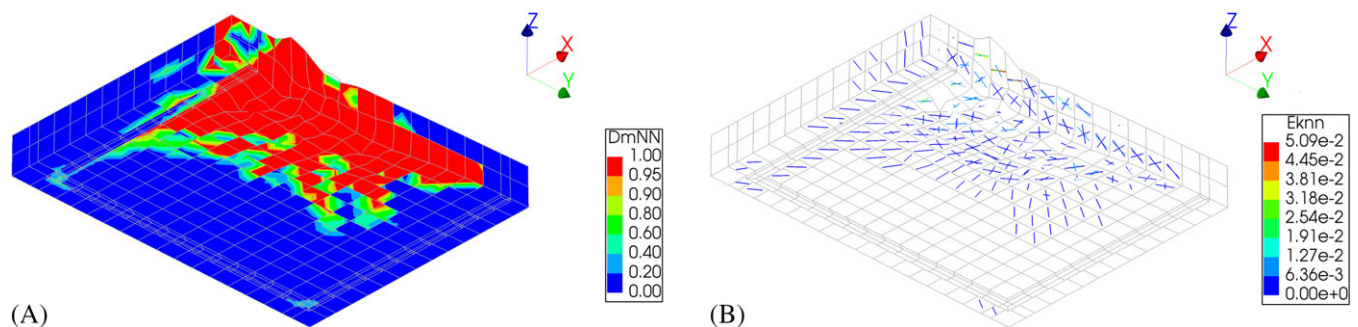 Z
X
Y
DmNN
1.00
0.95
0.90
0.80
0.60
0.40
0.20
0.00
(A)
Z
X
Y
Eknn
5.09e-2
4.45e-2
3.81e-2
3.18e-2
2.54e-2
1.91e-2
1.27e-2
6.36e-3
0.00e+0
(B)